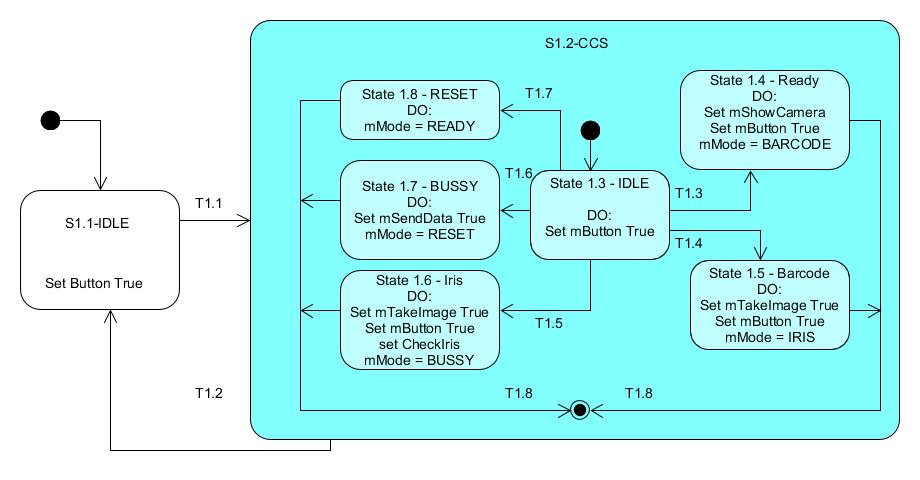 S1.2-CCS
State 1.8 - RESET
DO:
mMode = READY
T1.7
State 1.4 - Ready
DO:
Set mShowCamera
Set mButton True
mMode = BARCODE
State 1.7 - BUSSY
DO:
Set mSendData True
mMode = RESET
T1.6
State 1.3 - IDLE
DO:
Set mButton True
T1.3
T1.4
S1.1-IDLE
Set Button True
T1.1
State 1.6 - Iris
DO:
Set mTakeImage True
Set mButton True
set CheckIris
mMode = BUSSY
T1.5
State 1.5 - Barcode
DO:
Set mTakeImage True
Set mButton True
mMode = IRIS
T1.2
T1.8
T1.8